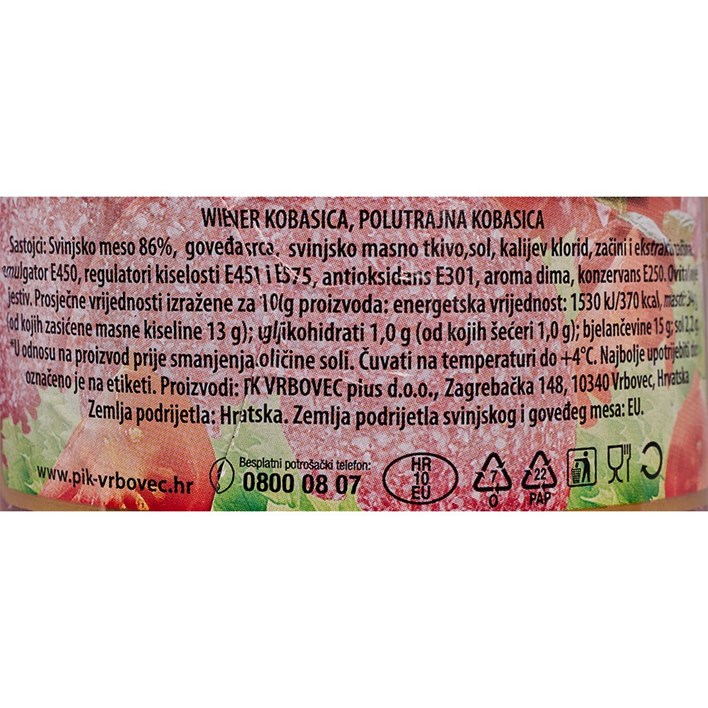 WIENER KOBASICA, POLUTRAJNA KOBASICA
Sastojci: Svinjsko meso 86%, goveđa srca, svinjsko masno tkivo, sol, kalijev klorid, začini i ekstrakti začina,
emulgator E450, regulatori kiselosti E451 i E575, antioksidans E301, aroma dima, konzervans E250. Ovitak
jestiv. Prosječne vrijednosti izražene za 100g proizvoda: energetska vrijednost: 1530 kJ/370 kcal, masti 34
(od kojih zasićene masne kiseline 13 g); ugljikohidrati 1,0 g (od kojih šećeri 1,0 g); bjelančevine 15 g; sol 2,2 g.
*U odnosu na proizvod prije smanjenja količine soli. Čuvati na temperaturi do +4°C. Najbolje upotrijebiti do:
označeno je na etiketi. Proizvodi: PIK VRBOVEC plus d.o.o., Zagrebačka 148, 10340 Vrbovec, Hrvatska
Zemlja podrijetla: Hrvatska. Zemlja podrijetla svinjskog i goveđeg mesa: EU.
www.pik-vrbovec.hr
Besplatni potrošački telefon:
0800 08 07
HR
10
EU
7
O
22
PAP